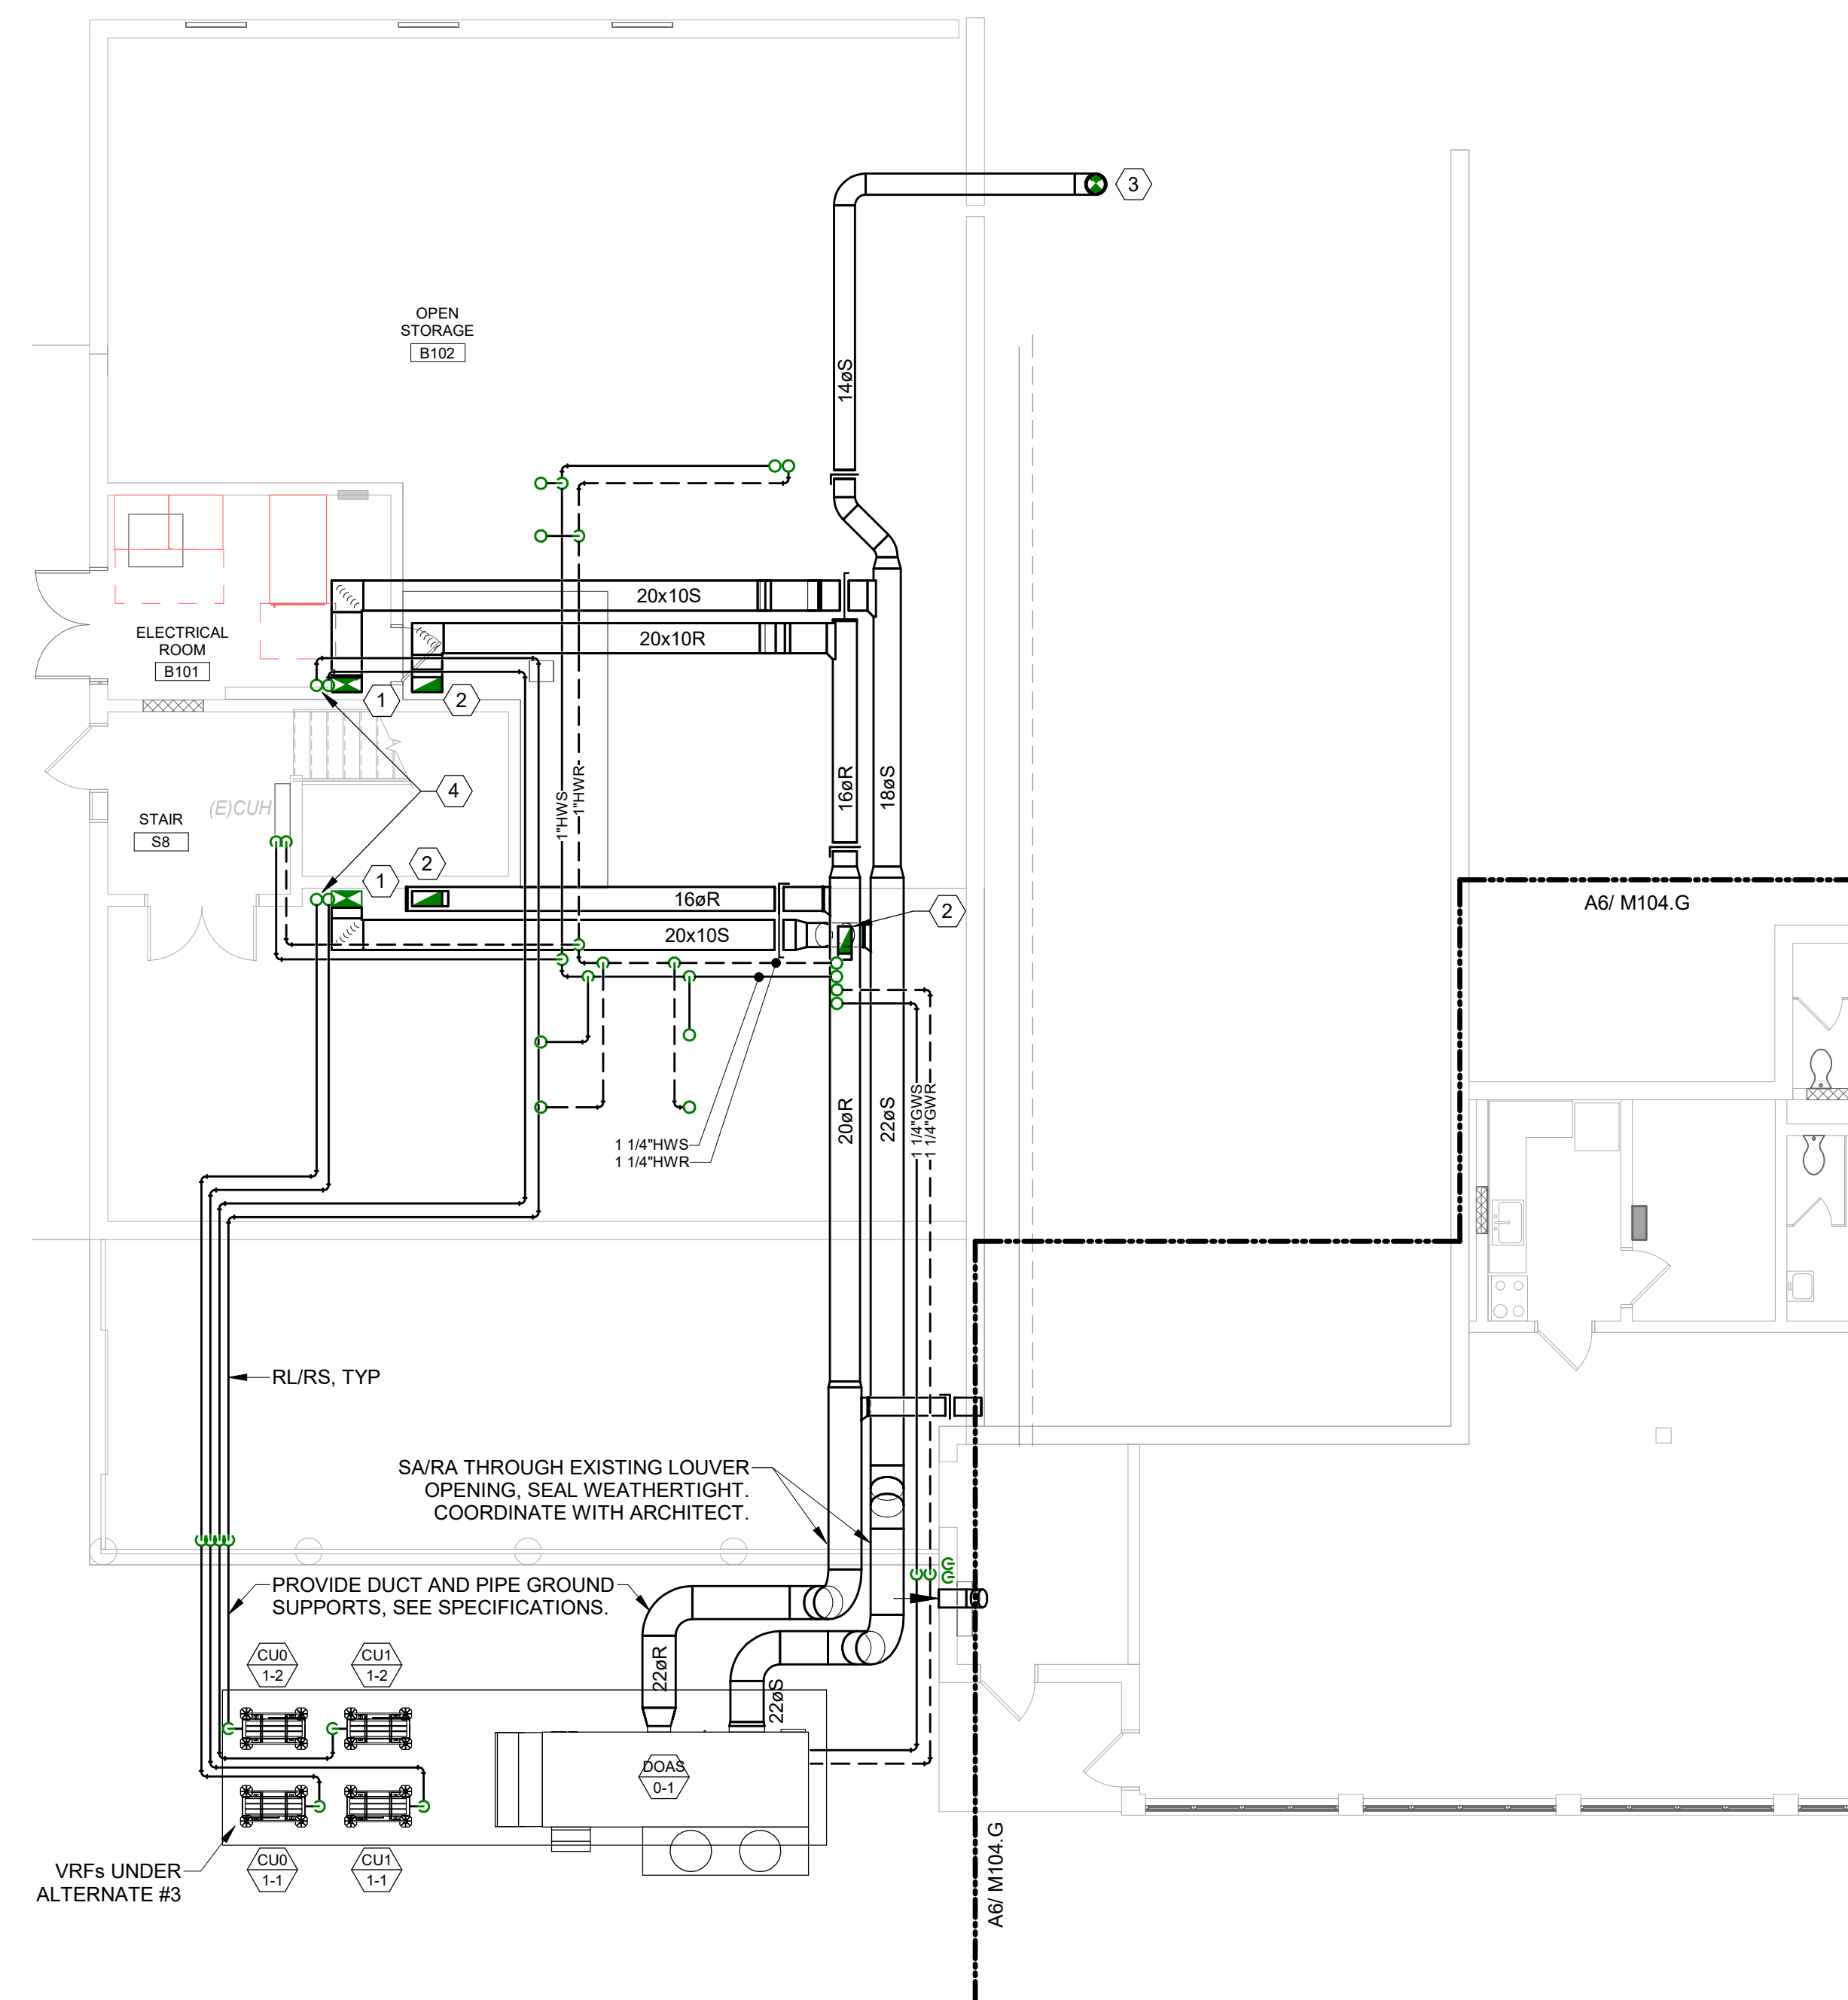 3
OPEN
STORAGE
B102
14øS
20x10S
20x10R
ELECTRICAL
ROOM
B101
1
2
1"HWS
1"HWR
16øR
18øS
4
(E)CUH
STAIR
S8
2
1
16øR
20x10S
2
A6/ M104.G
20øR
22øS
1 1/4"GWS
1 1/4"GWR
1 1/4"HWS
1 1/4"HWR
RL/RS, TYP
SA/RA THROUGH EXISTING LOUVER
OPENING, SEAL WEATHERTIGHT.
COORDINATE WITH ARCHITECT.
PROVIDE DUCT AND PIPE GROUND
SUPPORTS, SEE SPECIFICATIONS.
CU0
1-2
CU1
1-2
22øR
22øS
DOAS
0-1
CU0
1-1
CU1
1-1
VRFs UNDER
ALTERNATE #3
A6/ M104.G